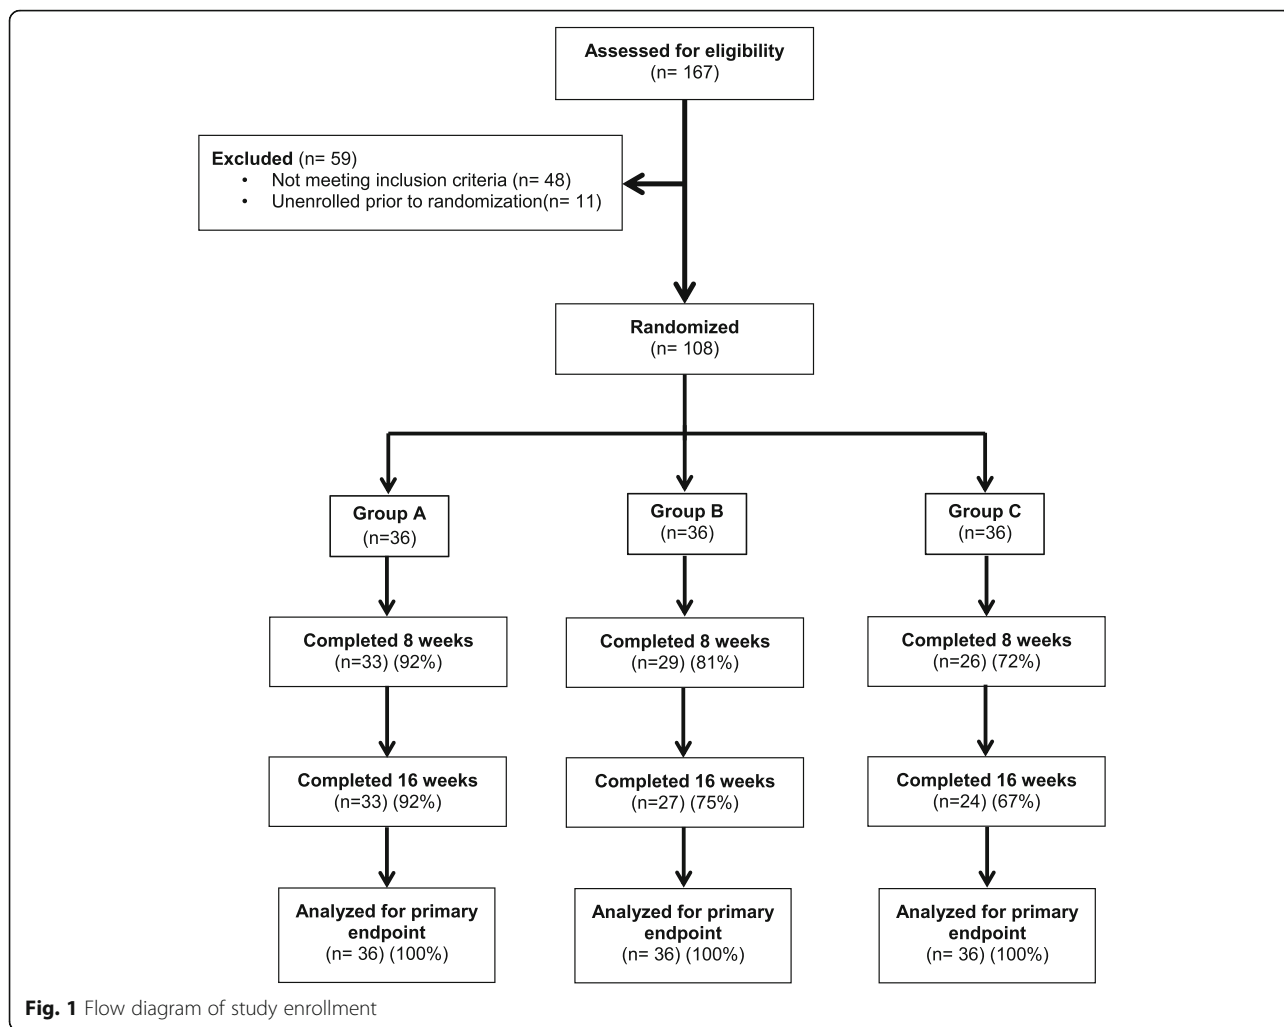 Assessed for eligibility
(n= 167)
Excluded (n= 59)
• Not meeting inclusion criteria (n= 48)
• Unenrolled prior to randomization(n= 11)
Randomized
(n= 108)
Group A
(n=36)
Group B
(n=36)
Group C
(n=36)
Completed 8 weeks
(n=33) (92%)
Completed 8 weeks
(n=29) (81%)
Completed 8 weeks
(n=26) (72%)
Completed 16 weeks
(n=33) (92%)
Completed 16 weeks
(n=27) (75%)
Completed 16 weeks
(n=24) (67%)
Analyzed for primary
endpoint
(n= 36) (100%)
Analyzed for primary
endpoint
(n= 36) (100%)
Analyzed for primary
endpoint
(n= 36) (100%)
Fig. 1 Flow diagram of study enrollment